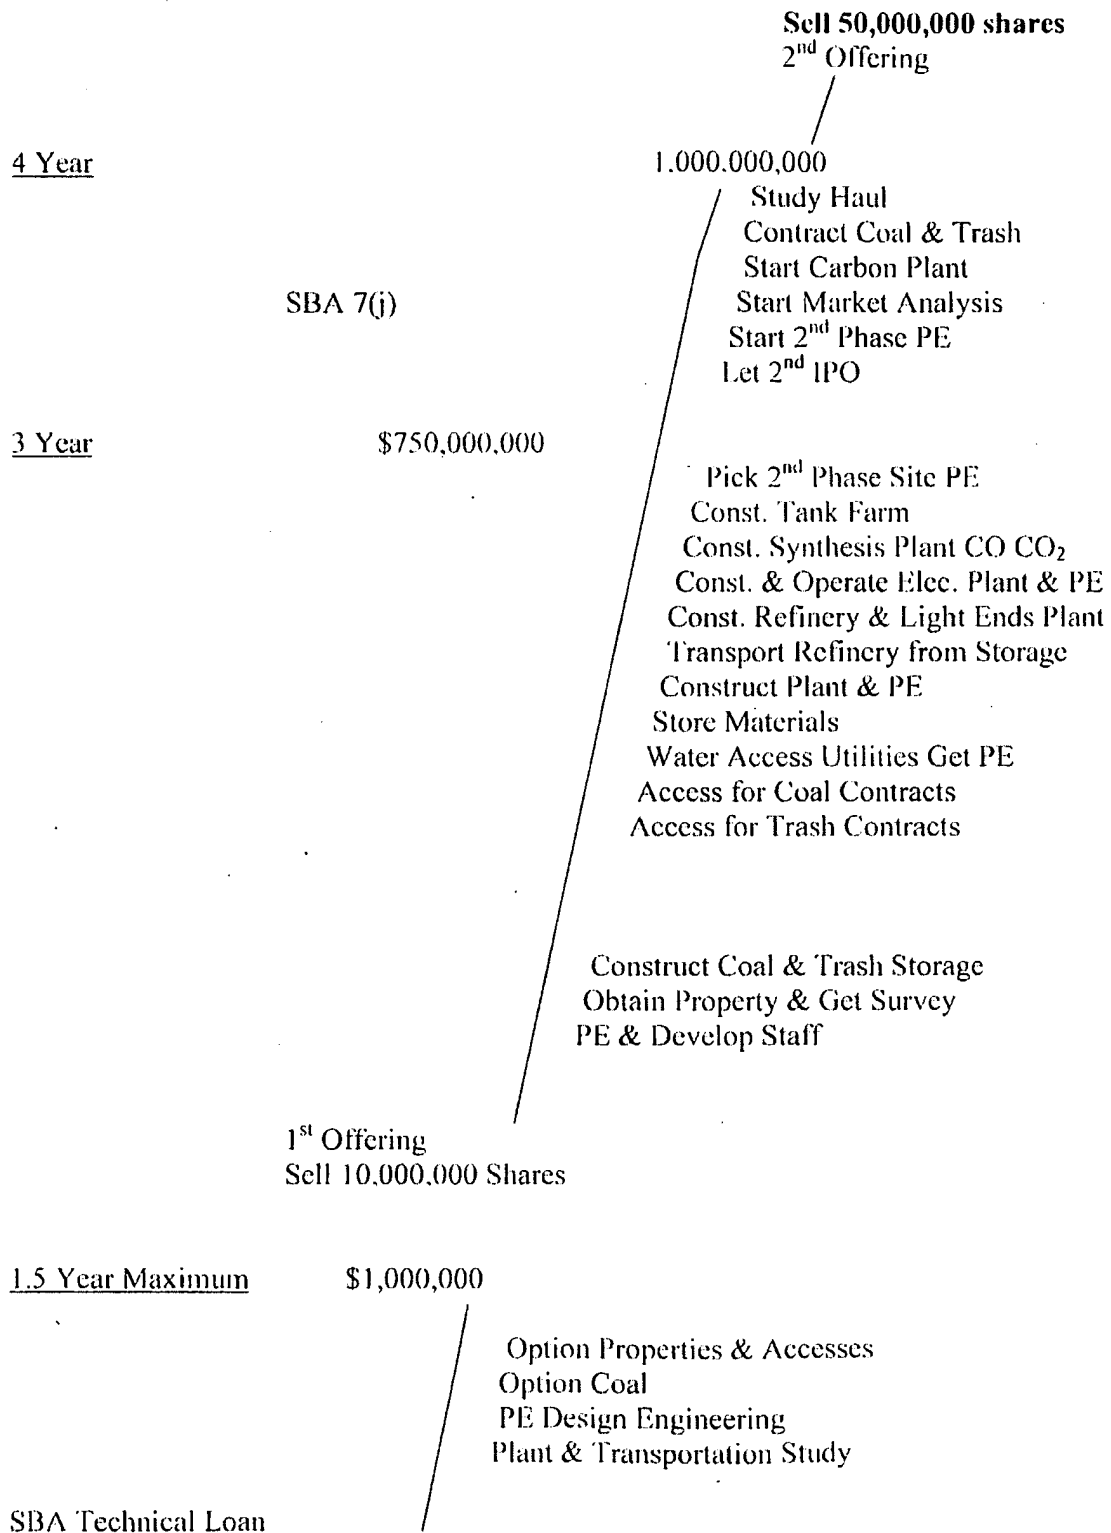 Sell 50,000,000 shares
2nd Offering
4 Year
1.000.000,000
Study Haul
Contract Coal & Trash
Start Carbon Plant
SBA 7(j)
Start Market Analysis
Start 2nd Phase PE
Let 2nd IPO
3 Year
$750,000,000
Pick 2nd Phase Site PE
Const. Tank Farm
Const. Synthesis Plant CO CO₂
Const. & Operate Elec. Plant & PE
Const. Refinery & Light Ends Plant
Transport Refinery from Storage
Construct Plant & PE
Store Materials
Water Access Utilities Get PE
Access for Coal Contracts
Access for Trash Contracts
Construct Coal & Trash Storage
Obtain Property & Get Survey
PE & Develop Staff
1st Offering
Sell 10,000,000 Shares
1.5 Year Maximum
$1,000,000
Option Properties & Accesses
Option Coal
PE Design Engineering
Plant & Transportation Study
SBA Technical Loan